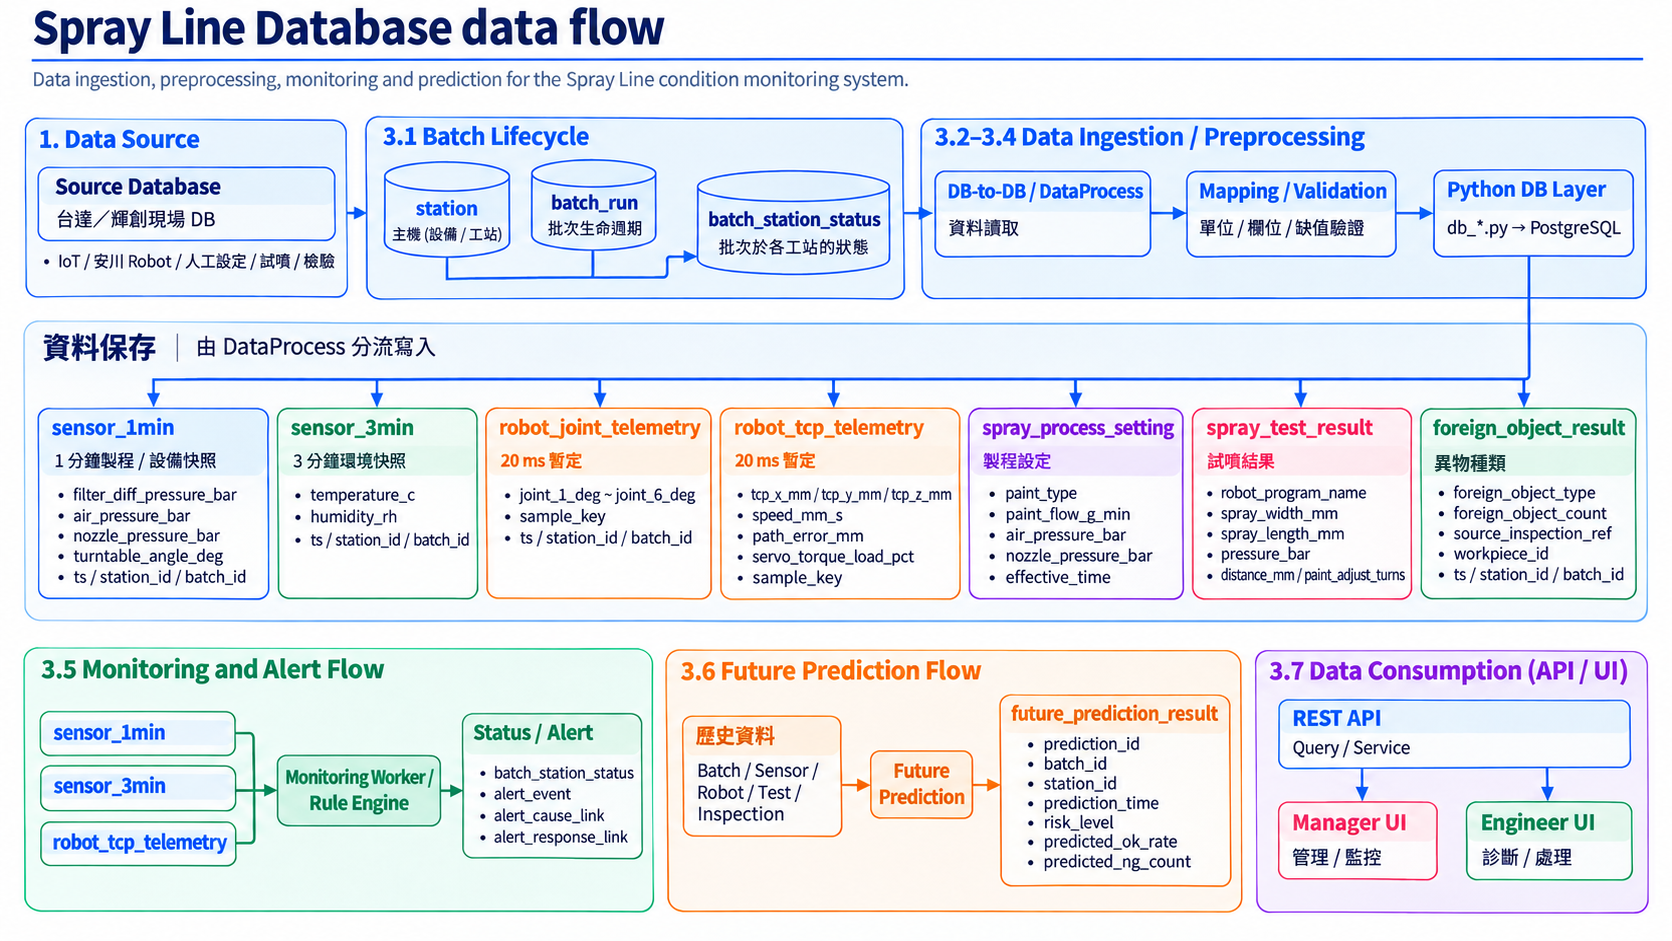 Spray Line Database data flow
Data ingestion, preprocessing, monitoring and prediction for the Spray Line condition monitoring system.
1. Data Source
Source Database
台達／輝創現場 DB
• IoT / 安川 Robot / 人工設定 / 試噴 / 檢驗
3.1 Batch Lifecycle
station
主機 (設備 / 工站)
batch_run
批次生命週期
batch_station_status
批次於各工站的狀態
3.2–3.4 Data Ingestion / Preprocessing
DB-to-DB / DataProcess
資料讀取
Mapping / Validation
單位 / 欄位 / 缺值驗證
Python DB Layer
db_*.py → PostgreSQL
資料保存 | 由 DataProcess 分流寫入
sensor_1min
1 分鐘製程 / 設備快照
• filter_diff_pressure_bar
• air_pressure_bar
• nozzle_pressure_bar
• turntable_angle_deg
• ts / station_id / batch_id
sensor_3min
3 分鐘環境快照
• temperature_c
• humidity_rh
• ts / station_id / batch_id
robot_joint_telemetry
20 ms 暫定
• joint_1_deg ~ joint_6_deg
• sample_key
• ts / station_id / batch_id
robot_tcp_telemetry
20 ms 暫定
• tcp_x_mm / tcp_y_mm / tcp_z_mm
• speed_mm_s
• path_error_mm
• servo_torque_load_pct
• sample_key
spray_process_setting
製程設定
• paint_type
• paint_flow_g_min
• air_pressure_bar
• nozzle_pressure_bar
• effective_time
spray_test_result
試噴結果
• robot_program_name
• spray_width_mm
• spray_length_mm
• pressure_bar
• distance_mm / paint_adjust_turns
foreign_object_result
異物種類
• foreign_object_type
• foreign_object_count
• source_inspection_ref
• workpiece_id
• ts / station_id / batch_id
3.5 Monitoring and Alert Flow
sensor_1min
sensor_3min
robot_tcp_telemetry
Monitoring Worker /
Rule Engine
Status / Alert
• batch_station_status
• alert_event
• alert_cause_link
• alert_response_link
3.6 Future Prediction Flow
歷史資料
Batch / Sensor /
Robot / Test /
Inspection
Future
Prediction
future_prediction_result
• prediction_id
• batch_id
• station_id
• prediction_time
• risk_level
• predicted_ok_rate
• predicted_ng_count
3.7 Data Consumption (API / UI)
REST API
Query / Service
Manager UI
管理 / 監控
Engineer UI
診斷 / 處理